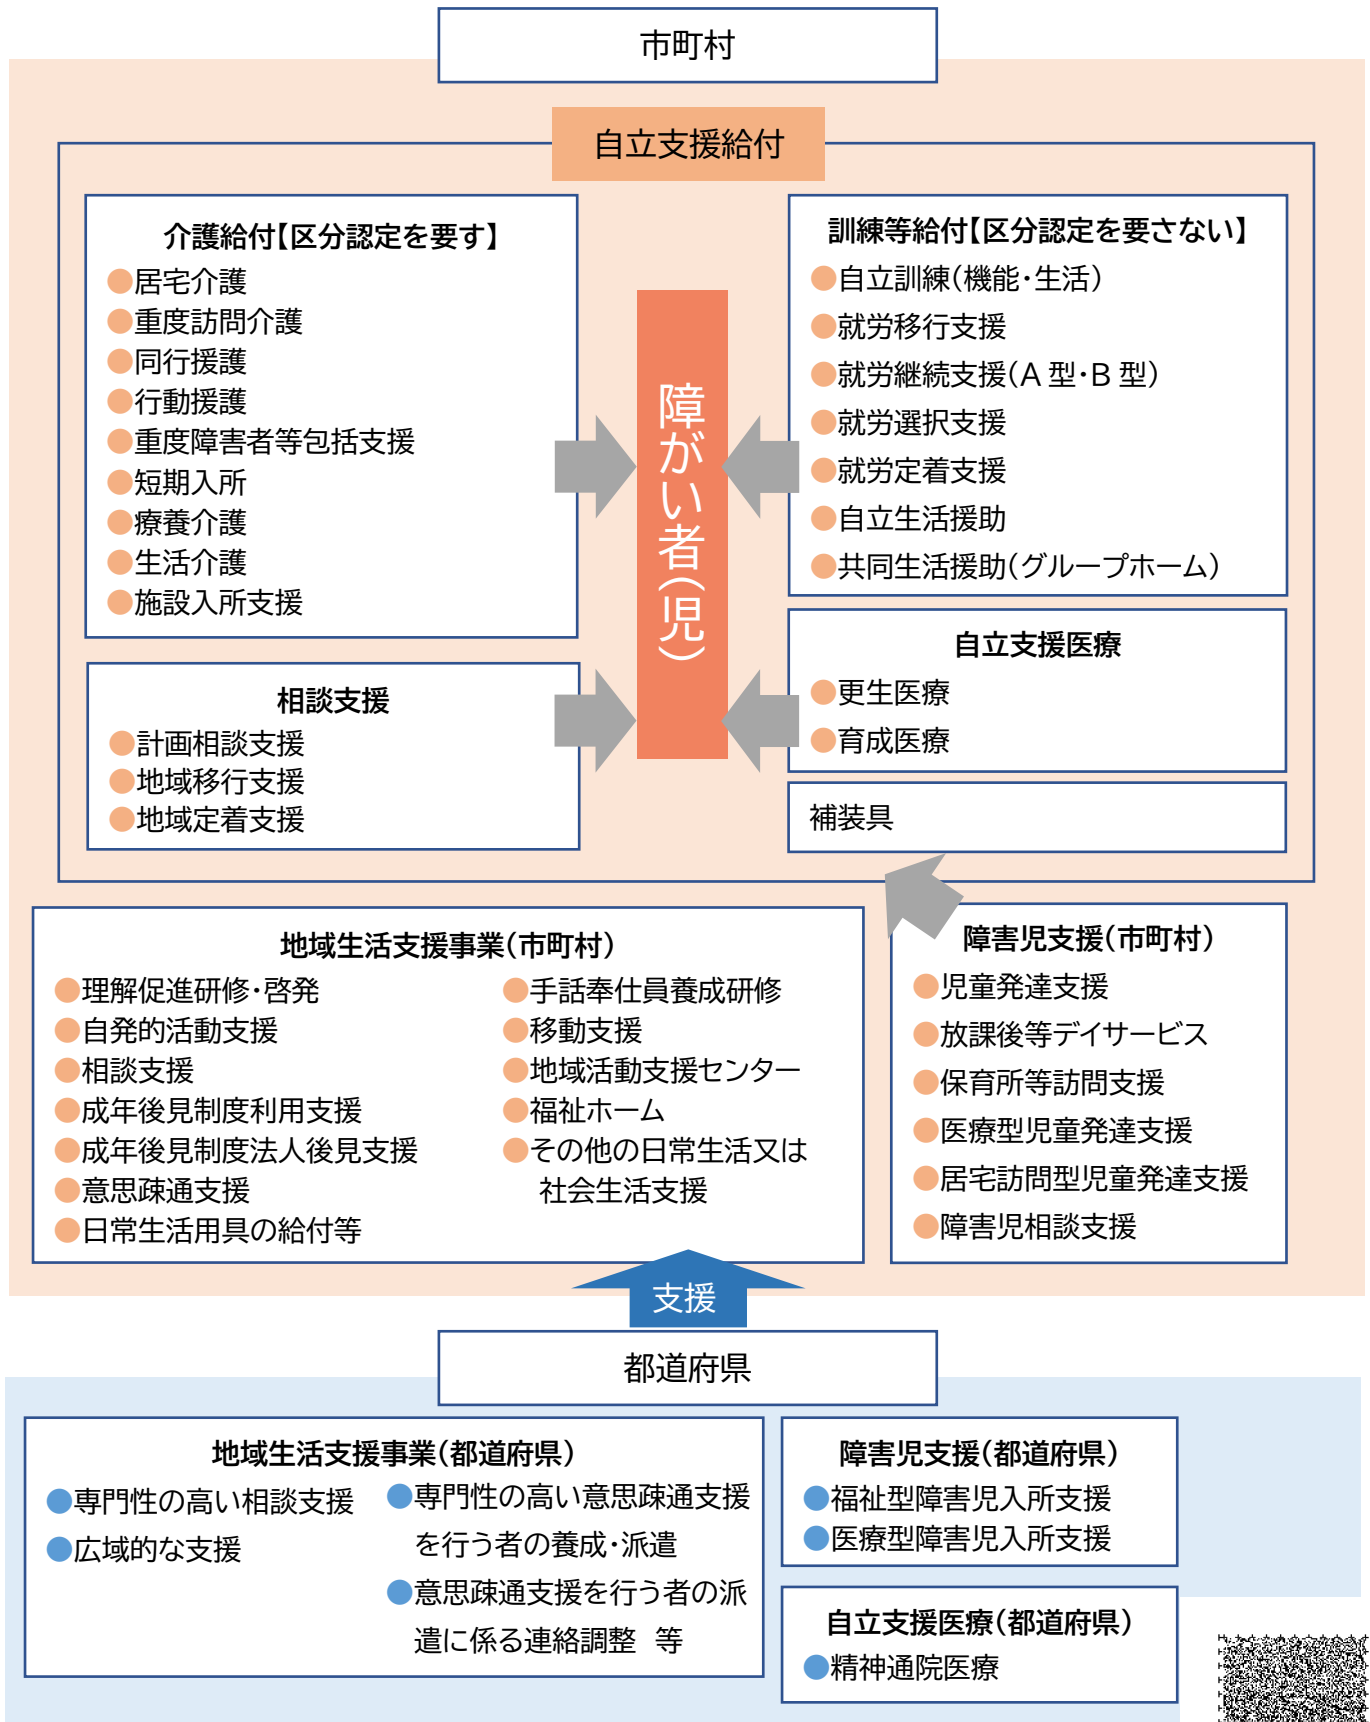 市町村
自立支援給付
介護給付【区分認定を要す】
●居宅介護
●重度訪問介護
●同行援護
●行動援護
●重度障害者等包括支援
●短期入所
●療養介護
●生活介護
●施設入所支援
相談支援
●計画相談支援
●地域移行支援
●地域定着支援
障がい者(児)
訓練等給付【区分認定を要さない】
●自立訓練(機能・生活)
●就労移行支援
●就労継続支援(A 型・B 型)
●就労選択支援
●就労定着支援
●自立生活援助
●共同生活援助(グループホーム)
自立支援医療
●更生医療
●育成医療
補装具
地域生活支援事業(市町村)
●理解促進研修・啓発
●自発的活動支援
●相談支援
●成年後見制度利用支援
●成年後見制度法人後見支援
●意思疎通支援
●日常生活用具の給付等
●手話奉仕員養成研修
●移動支援
●地域活動支援センター
●福祉ホーム
●その他の日常生活又は
社会生活支援
障害児支援(市町村)
●児童発達支援
●放課後等デイサービス
●保育所等訪問支援
●医療型児童発達支援
●居宅訪問型児童発達支援
●障害児相談支援
支援
都道府県
地域生活支援事業(都道府県)
●専門性の高い相談支援
●広域的な支援
●専門性の高い意思疎通支援
を行う者の養成・派遣
●意思疎通支援を行う者の派
遣に係る連絡調整　等
障害児支援(都道府県)
●福祉型障害児入所支援
●医療型障害児入所支援
自立支援医療(都道府県)
●精神通院医療